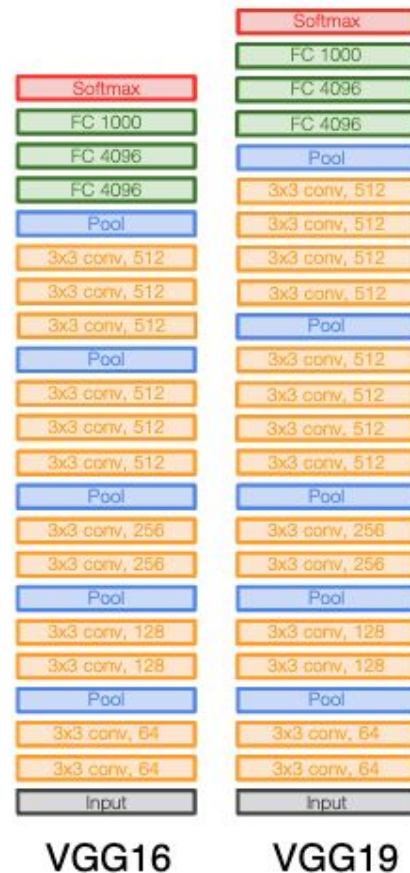 Softmax
FC 1000
FC 4096
FC 4096
Pool
3x3 conv, 512
3x3 conv, 512
3x3 conv, 512
Pool
3x3 conv, 512
3x3 conv, 512
3x3 conv, 512
Pool
3x3 conv, 256
3x3 conv, 256
Pool
3x3 conv, 128
3x3 conv, 128
Pool
3x3 conv, 64
3x3 conv, 64
Input
VGG16
Softmax
FC 1000
FC 4096
FC 4096
Pool
3x3 conv, 512
3x3 conv, 512
3x3 conv, 512
3x3 conv, 512
Pool
3x3 conv, 512
3x3 conv, 512
3x3 conv, 512
3x3 conv, 512
Pool
3x3 conv, 256
3x3 conv, 256
Pool
3x3 conv, 128
3x3 conv, 128
Pool
3x3 conv, 64
3x3 conv, 64
Input
VGG19